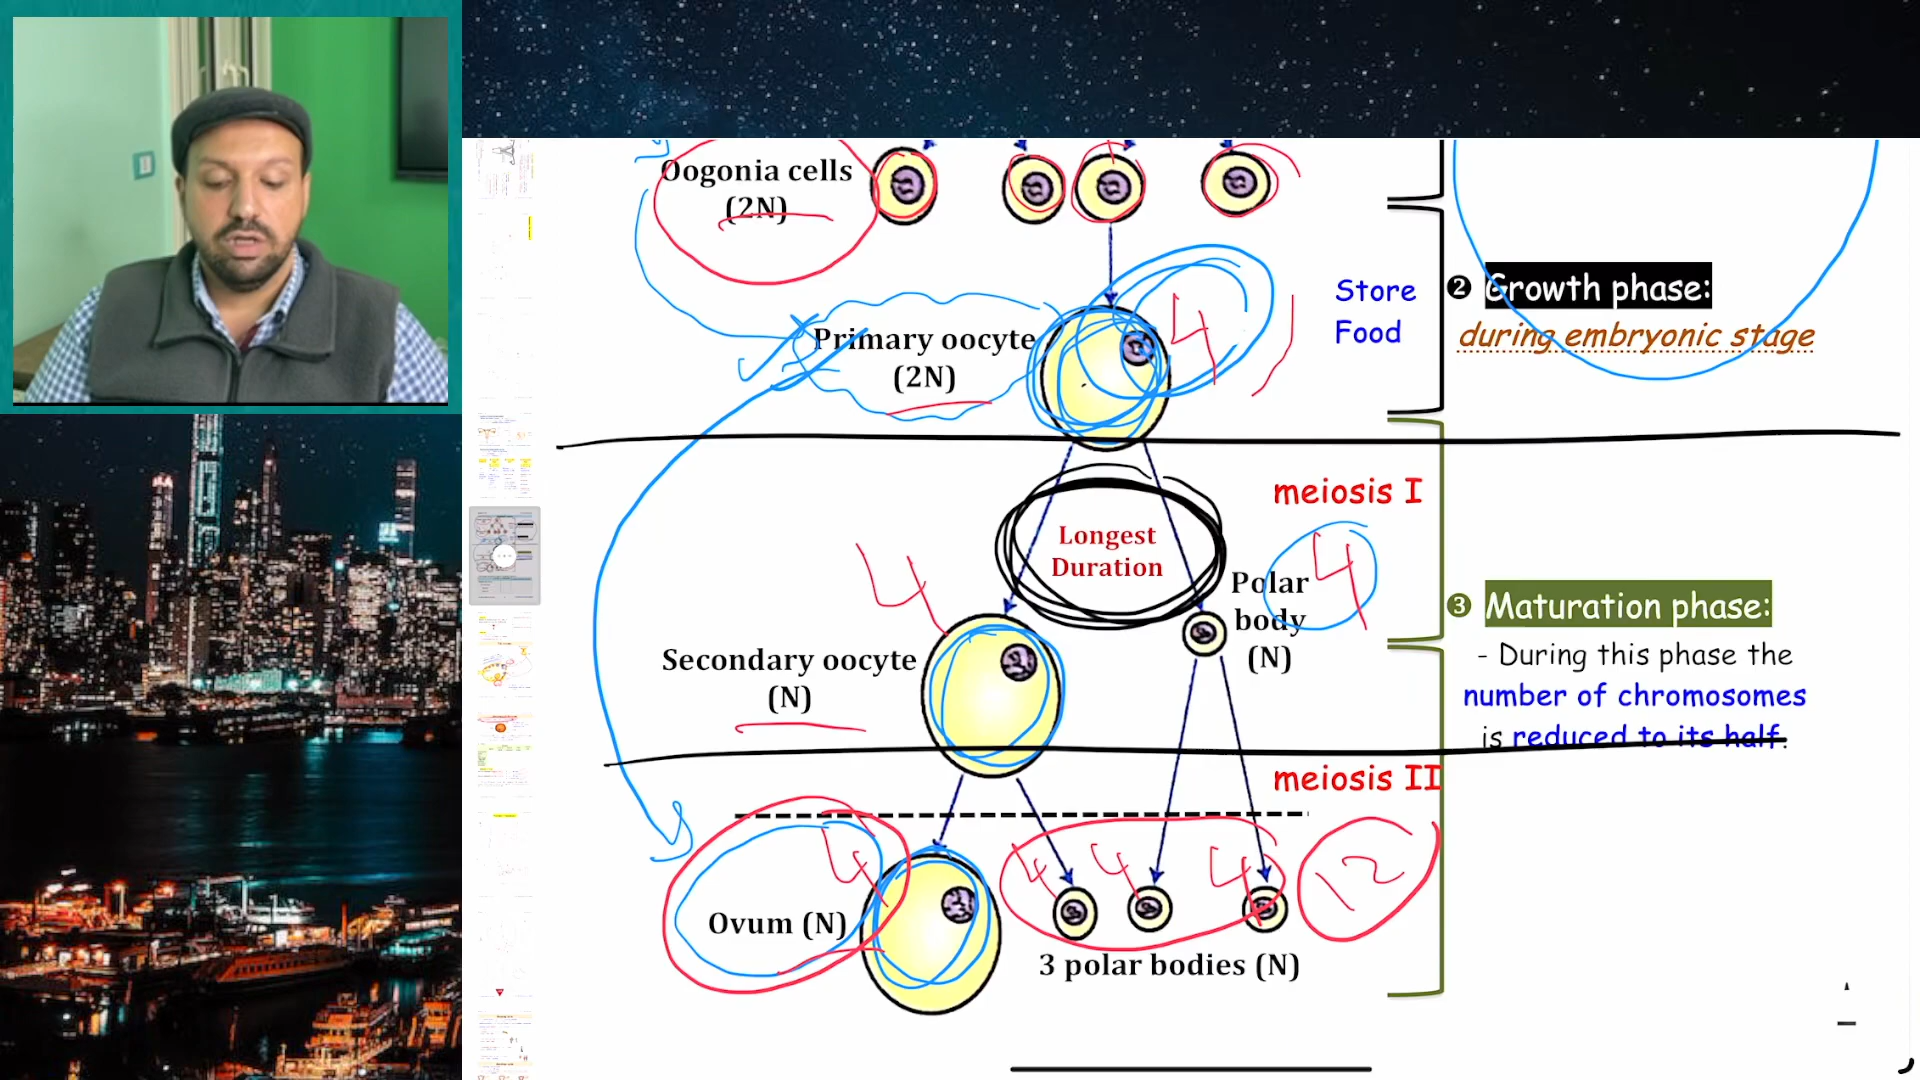 Oogonia cells
(2N)
4
Store
Food
❷ Growth phase:
during embryonic stage
Primary oocyte
(2N)
meiosis I
Longest
Duration
4
4
Polar
body
(N)
❸ Maturation phase:
- During this phase the
number of chromosomes
is reduced to its half.
Secondary oocyte
(N)
meiosis II
4
4
4
4
12
Ovum (N)
3 polar bodies (N)